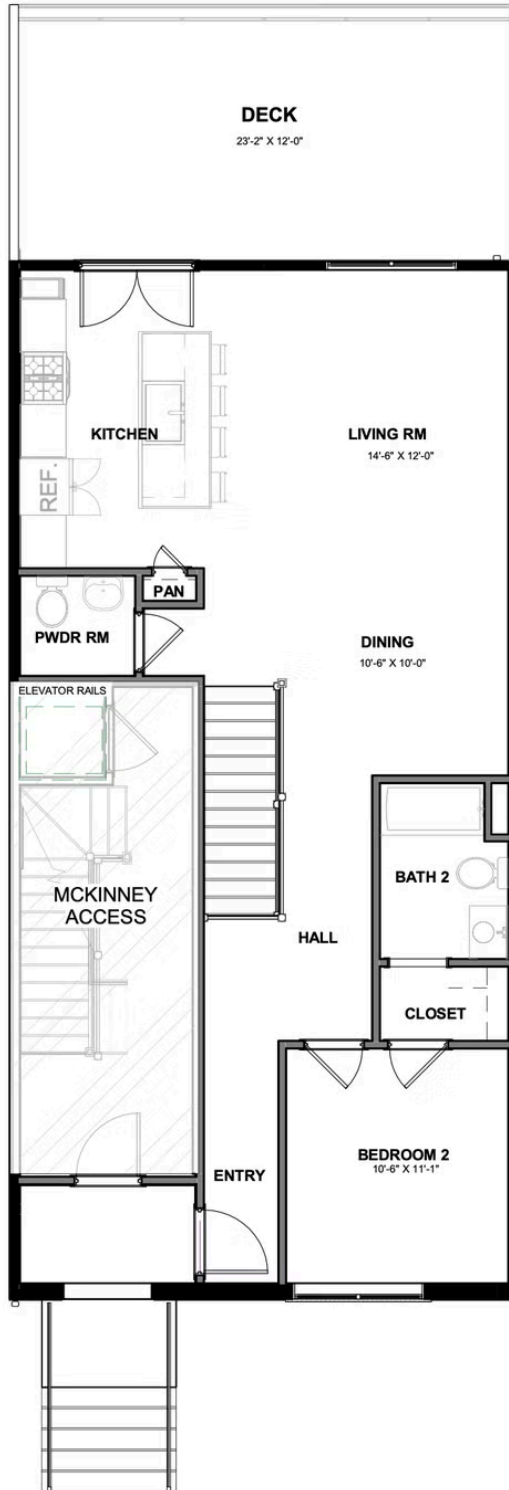 DECK
23'-2" X 12'-0"
KITCHEN
LIVING RM
14'-6" X 12'-0"
REF.
PAN
PWDR RM
DINING
10'-6" X 10'-0"
ELEVATOR RAILS
MCKINNEY
ACCESS
BATH 2
HALL
CLOSET
ENTRY
BEDROOM 2
10'-6" X 11'-1"